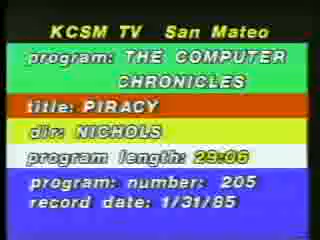 KCSM TV San Mateo
program: THE COMPUTER
CHRONICLES
title: PIRACY
dir: NICHOLS
program length: 29:06
program number: 205
record date: 1/31/85